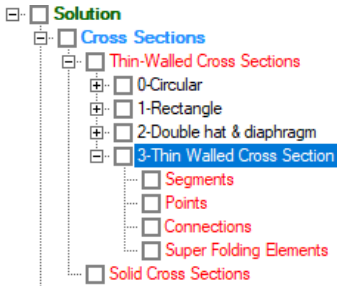 Solution
Cross Sections
Thin-Walled Cross Sections
0-Circular
1-Rectangle
2-Double hat & diaphragm
3-Thin Walled Cross Section
Segments
Points
Connections
Super Folding Elements
Solid Cross Sections